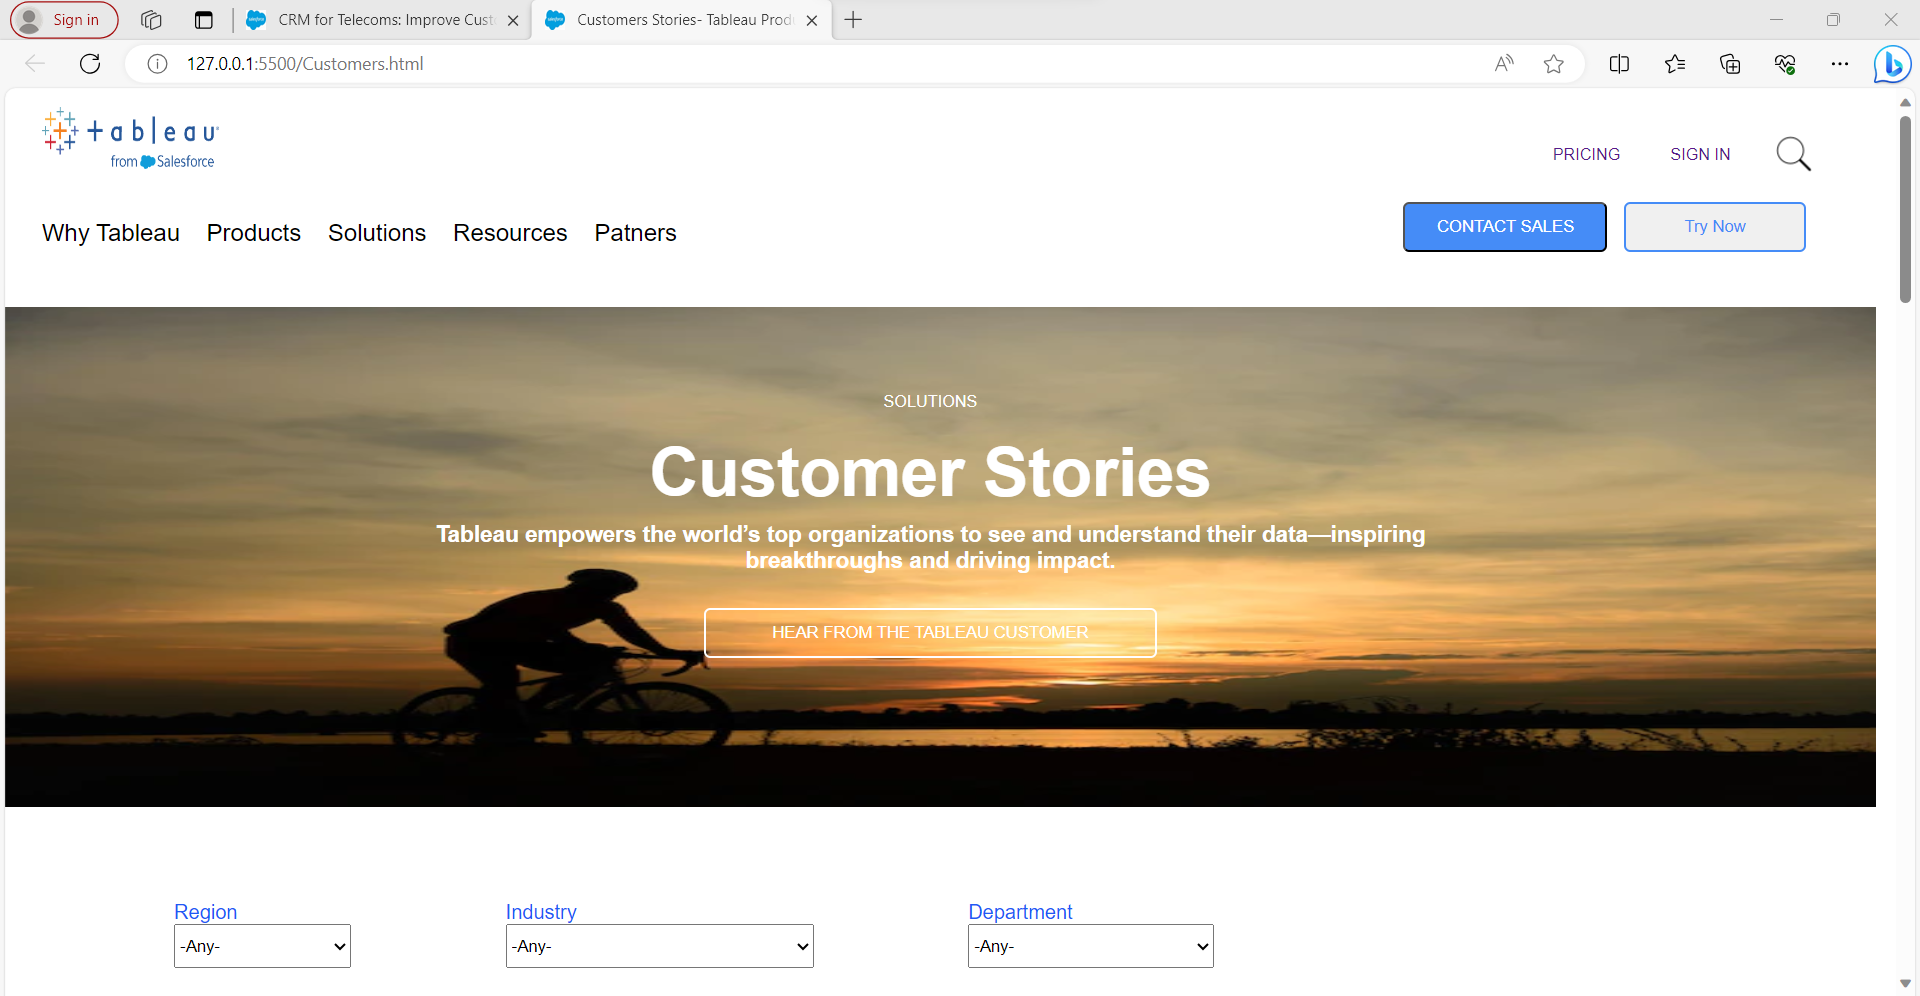 Sign in
CRM for Telecoms: Improve Cust
Customers Stories- Tableau Prod
127.0.0.1:5500/Customers.html
+ableau
from Salesforce
PRICING SIGN IN
Why Tableau Products Solutions Resources Patners
CONTACT SALES Try Now
SOLUTIONS
Customer Stories
Tableau empowers the world’s top organizations to see and understand their data—inspiring
breakthroughs and driving impact.
HEAR FROM THE TABLEAU CUSTOMER
Region Industry Department
-Any- -Any- -Any-